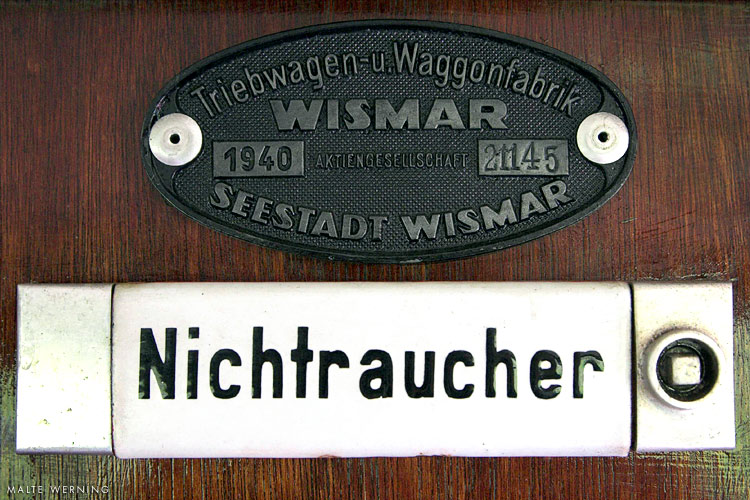 Triebwagen-u.Waggonfabrik
WISMAR
1940 AKTIENGESELLSCHAFT 21145
SEESTADT WISMAR
Nichtraucher
MALTE WERNING